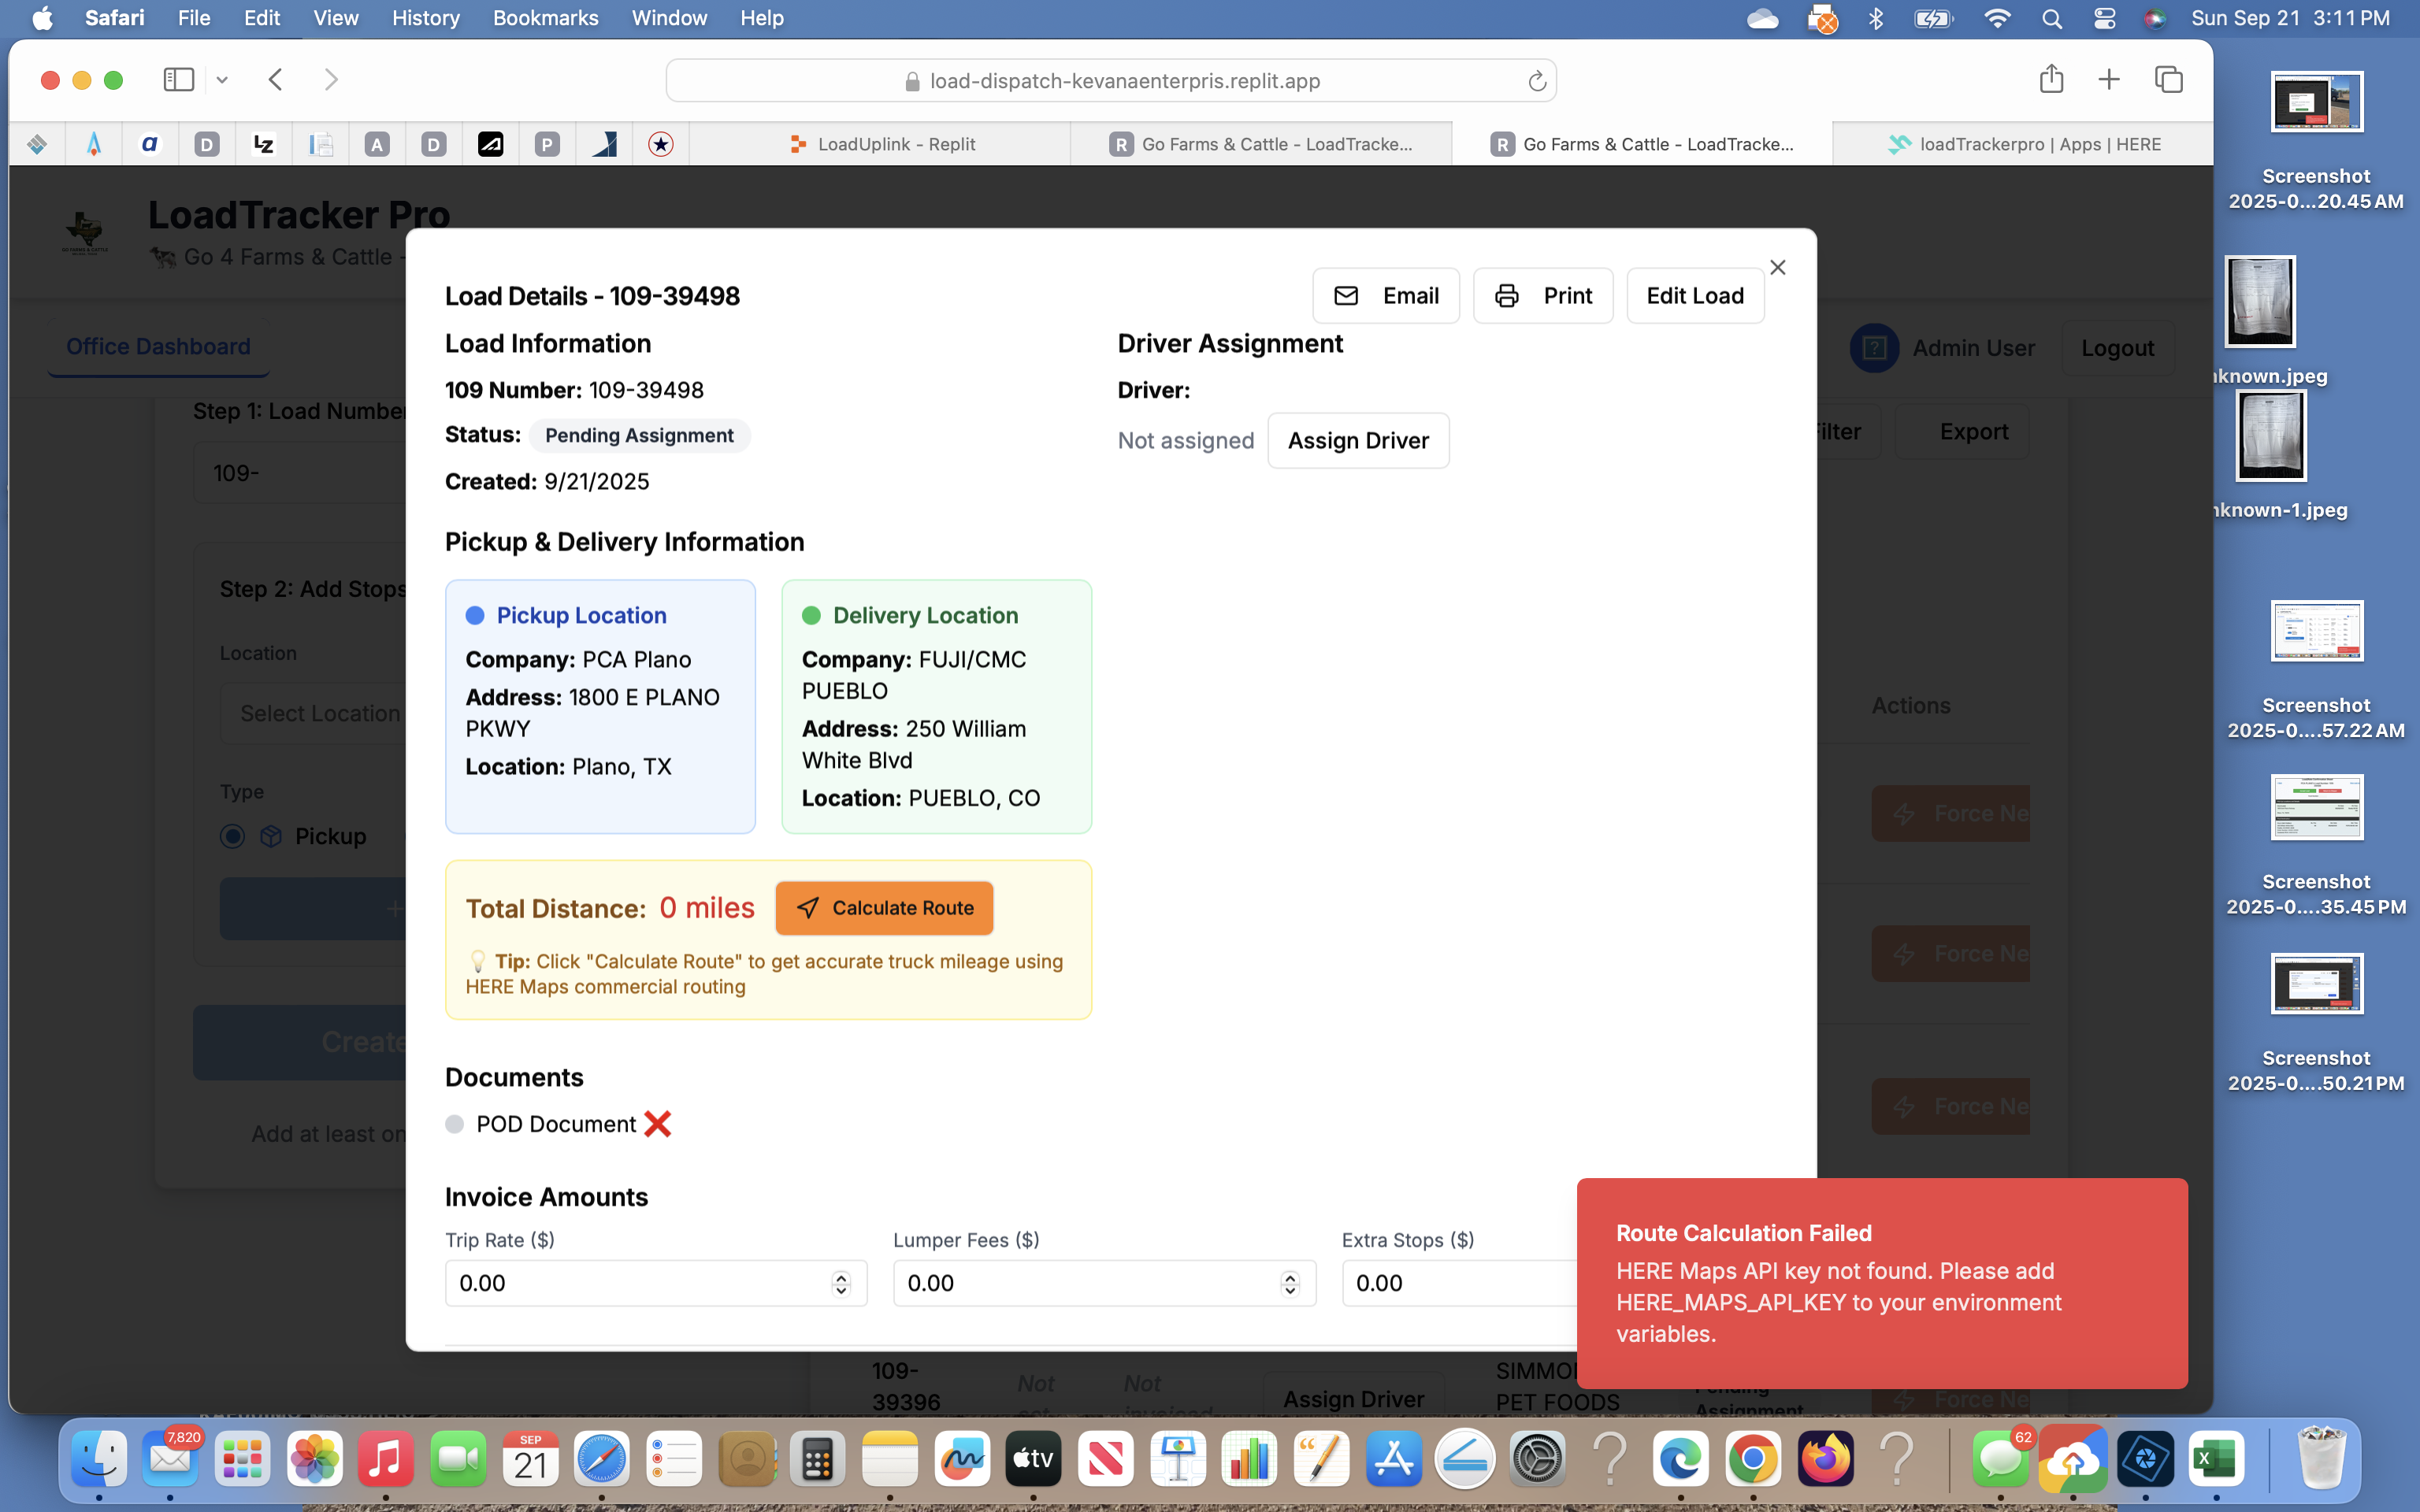 Safari File Edit View History Bookmarks Window Help Sun Sep 21 3:11 PM
load-dispatch-kevanaenterpris.replit.app
LoadUplink - Replit
Go Farms & Cattle - LoadTracke...
Go Farms & Cattle - LoadTracke...
loadTrackerpro | Apps | HERE
LoadTracker Pro
Go 4 Farms & Cattle -
Office Dashboard
Admin User
Logout
Step 1: Load Number
109-
Filter
Export
Step 2: Add Stops
Location
Select Location
Type
Pickup
Create
Add at least on
Actions
Force Ne
Force Ne
Force Ne
Force Ne
Load Details - 109-39498
Email
Print
Edit Load
Load Information
109 Number: 109-39498
Status: Pending Assignment
Created: 9/21/2025
Driver Assignment
Driver:
Not assigned
Assign Driver
Pickup & Delivery Information
Pickup Location
Company: PCA Plano
Address: 1800 E PLANO
PKWY
Location: Plano, TX
Delivery Location
Company: FUJI/CMC
PUEBLO
Address: 250 William
White Blvd
Location: PUEBLO, CO
Total Distance: 0 miles
Calculate Route
Tip: Click "Calculate Route" to get accurate truck mileage using
HERE Maps commercial routing
Documents
POD Document
Invoice Amounts
Trip Rate ($)
0.00
Lumper Fees ($)
0.00
Extra Stops ($)
0.00
Route Calculation Failed
HERE Maps API key not found. Please add
HERE_MAPS_API_KEY to your environment
variables.
109-
39396
Not
Not
Assign Driver
PET FOODS
Screenshot
2025-0...20.45 AM
nknown.jpeg
nknown-1.jpeg
Screenshot
2025-0....57.22 AM
Screenshot
2025-0....35.45 PM
Screenshot
2025-0....50.21 PM
7,820
SEP
21
tv
62